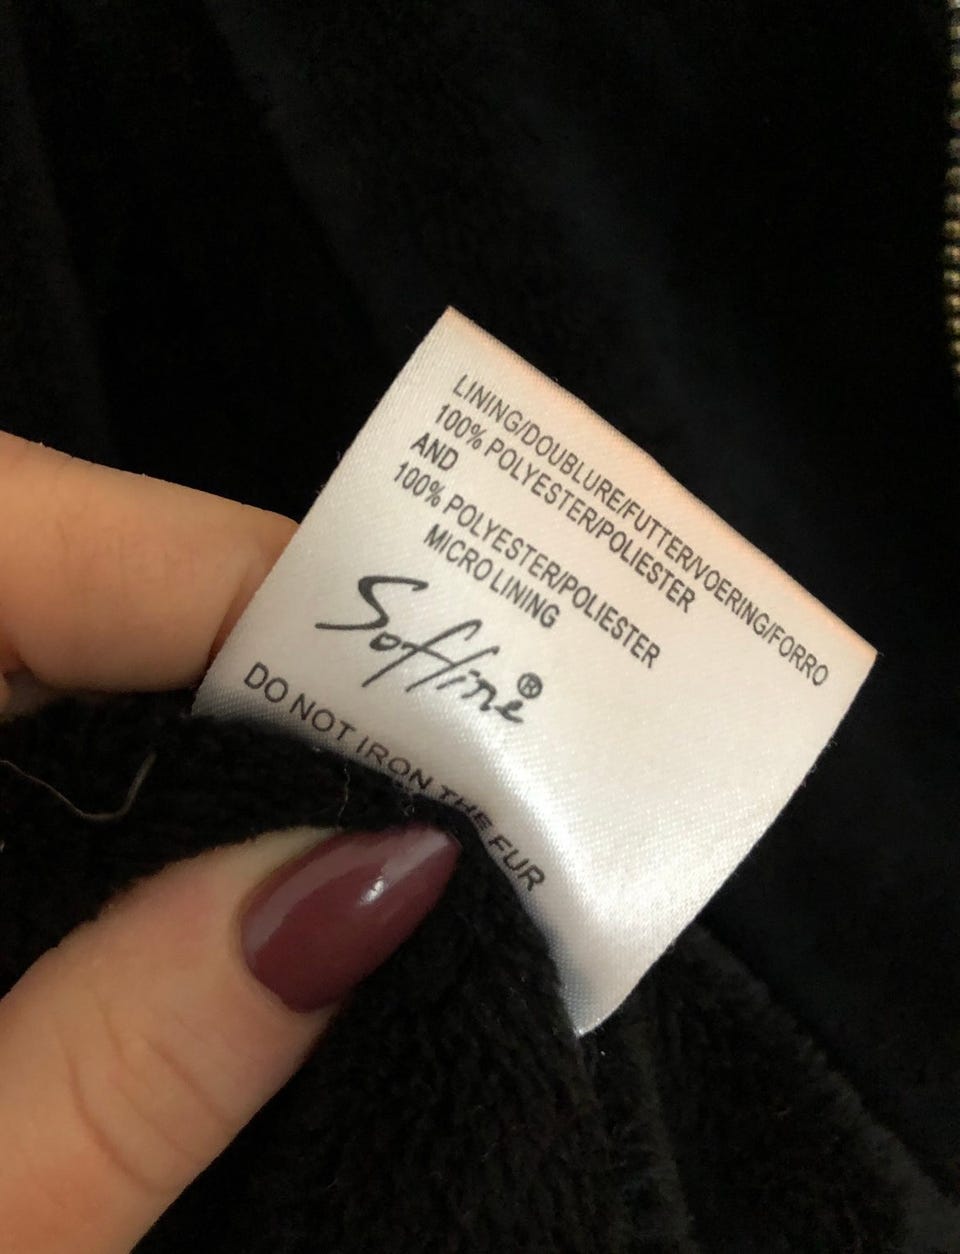 LINING/DOUBLURE/FUTTER/VOERING/FORRO
100% POLYESTER/POLIESTER
AND
100% POLYESTER/POLIESTER
MICRO LINING
Softini®
DO NOT IRON THE FUR